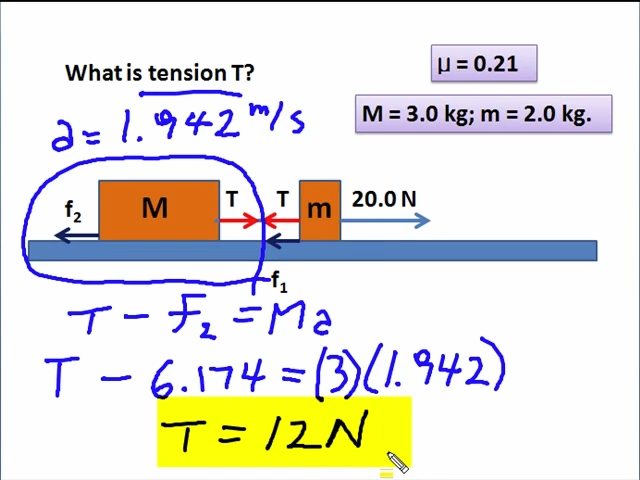 What is tension T?
μ = 0.21
a = 1.942 m/s
M = 3.0 kg; m = 2.0 kg.
f₂ M T T m 20.0 N
f₁
T - f₂ = Ma
T - 6.174 = (3)(1.942)
T = 12N